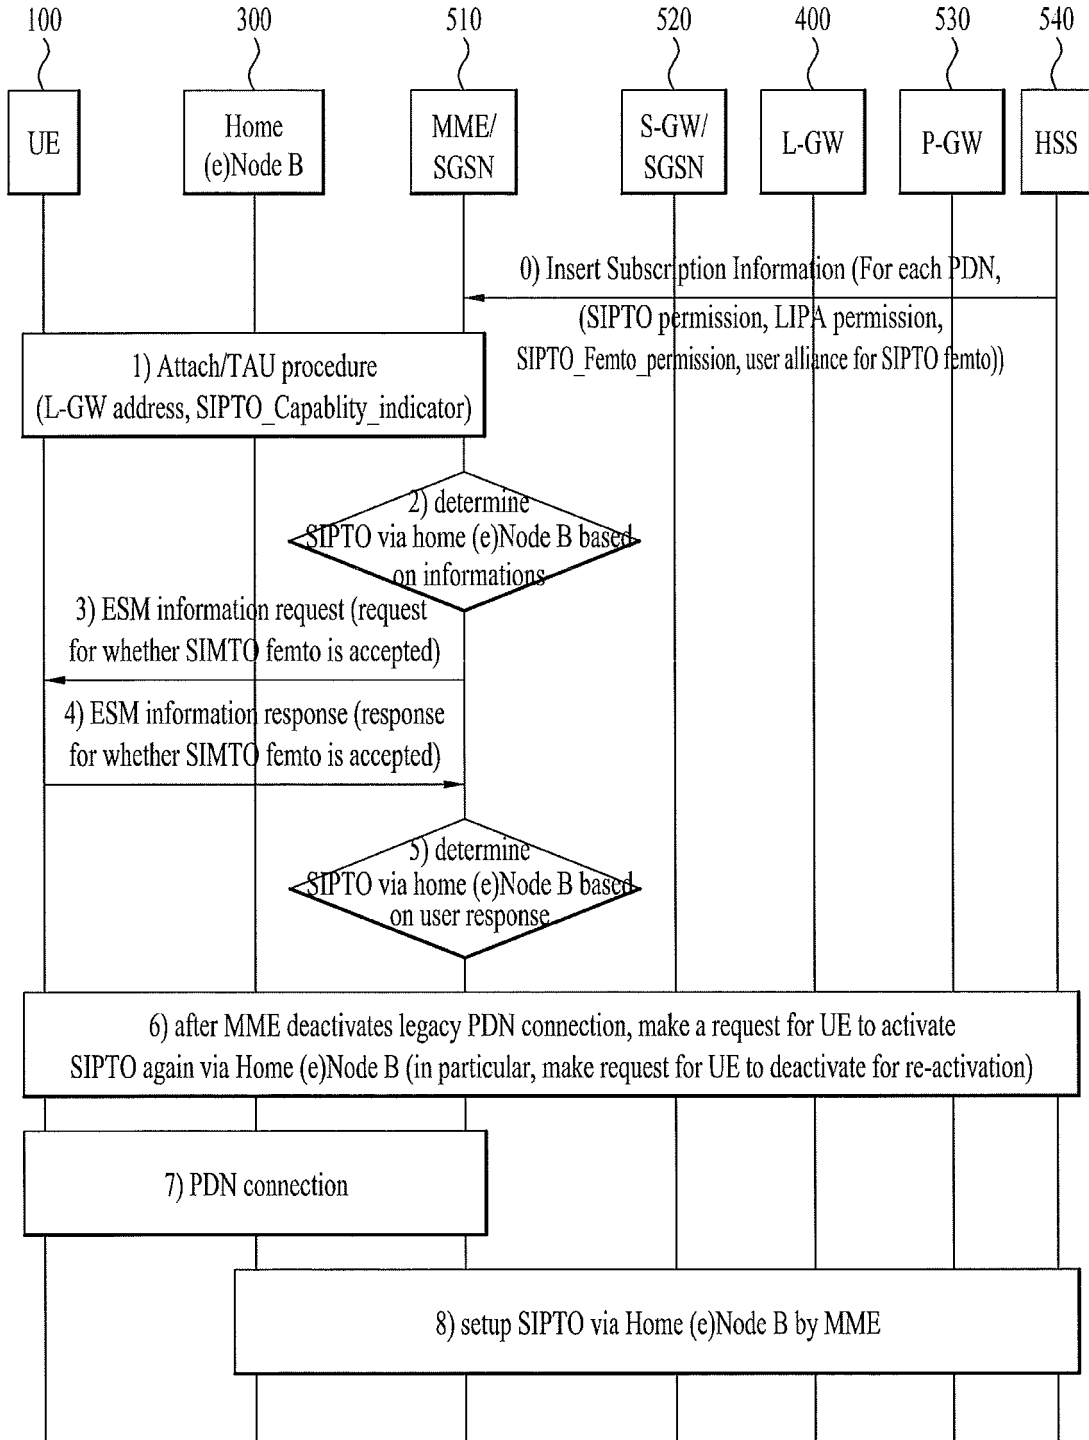 100 300 510 520 400 530 540
UE
Home
(e)Node B
MME/
SGSN
S-GW/
SGSN
L-GW
P-GW
HSS
0) Insert Subscription Information (For each PDN,
(SIPTO permission, LIPA permission,
SIPTO_Femto_permission, user alliance for SIPTO femto))
1) Attach/TAU procedure
(L-GW address, SIPTO_Capablity_indicator)
2) determine
SIPTO via home (e)Node B based
on informations
3) ESM information request (request
for whether SIMTO femto is accepted)
4) ESM information response (response
for whether SIMTO femto is accepted)
5) determine
SIPTO via home (e)Node B based
on user response
6) after MME deactivates legacy PDN connection, make a request for UE to activate
SIPTO again via Home (e)Node B (in particular, make request for UE to deactivate for re-activation)
7) PDN connection
8) setup SIPTO via Home (e)Node B by MME